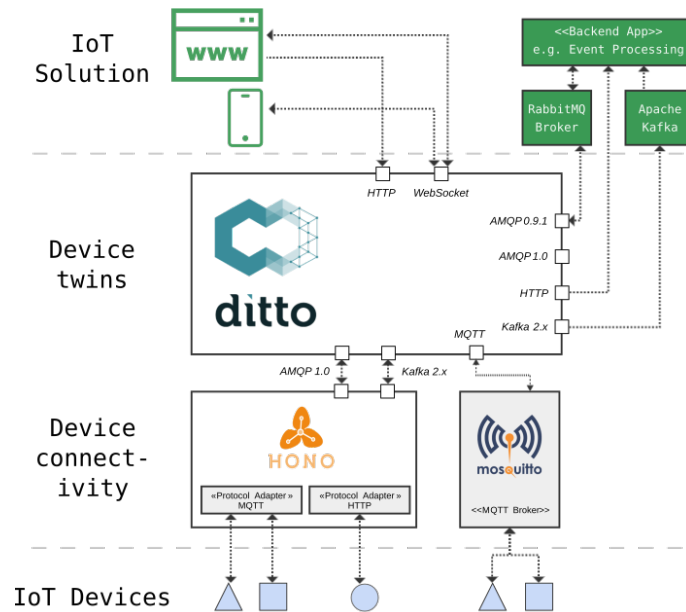 IoT
Solution
www
<<Backend App>>
e.g. Event Processing
RabbitMQ
Broker
Apache
Kafka
HTTP
WebSocket
Device
twins
ditto
AMQP 0.9.1
AMQP 1.0
HTTP
Kafka 2.x
MQTT
AMQP 1.0
Kafka 2.x
Device
connect-
ivity
HONO
«Protocol Adapter»
MQTT
«Protocol Adapter»
HTTP
mosquitto
<<MQTT Broker>>
IoT Devices